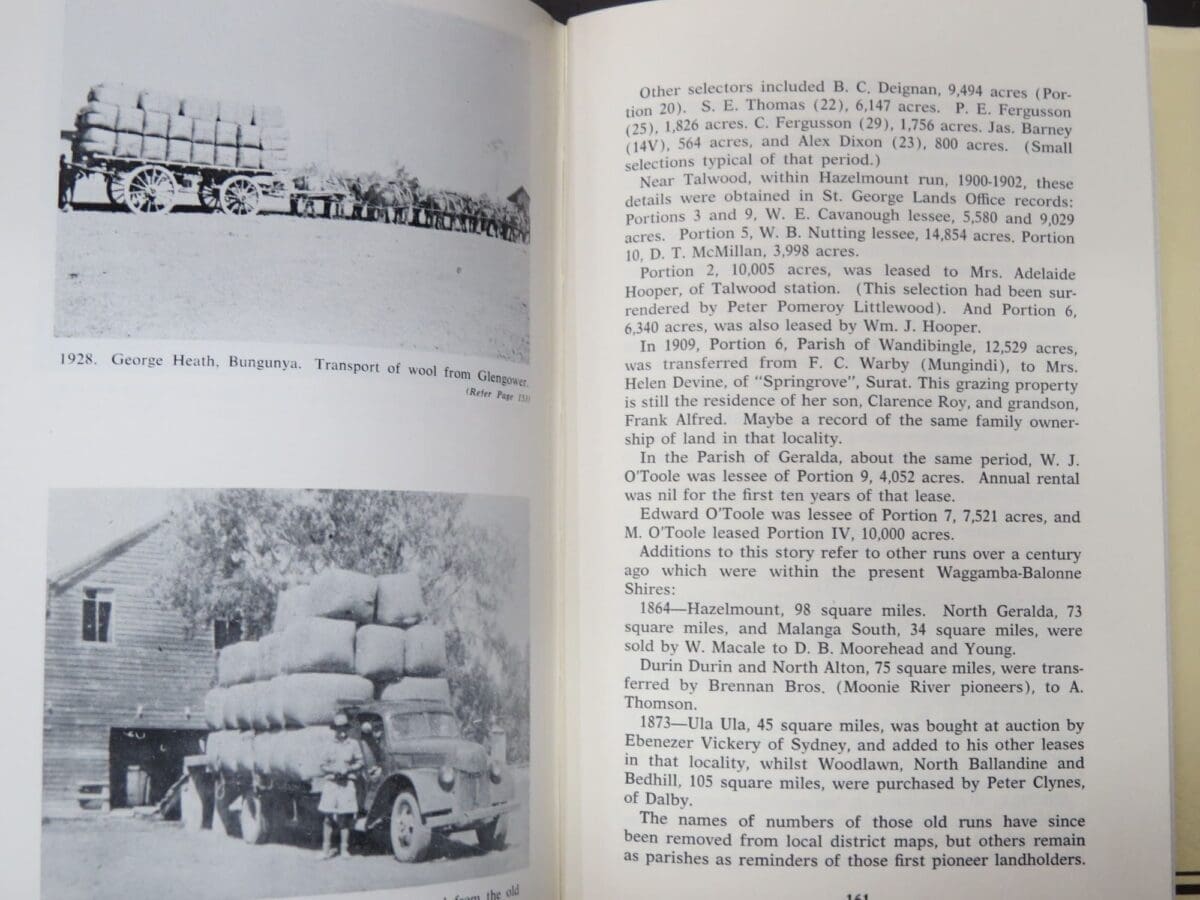 1928. George Heath, Bungunya. Transport of wool from Glengower.
(Refer Page 153)
from the old
Other selectors included B. C. Deignan, 9,494 acres (Por-
tion 20). S. E. Thomas (22), 6,147 acres. P. E. Fergusson
(25), 1,826 acres. C. Fergusson (29), 1,756 acres. Jas. Barney
(14V), 564 acres, and Alex Dixon (23), 800 acres. (Small
selections typical of that period.)
Near Talwood, within Hazelmount run, 1900-1902, these
details were obtained in St. George Lands Office records:
Portions 3 and 9, W. E. Cavanough lessee, 5,580 and 9,029
acres. Portion 5, W. B. Nutting lessee, 14,854 acres. Portion
10, D. T. McMillan, 3,998 acres.
Portion 2, 10,005 acres, was leased to Mrs. Adelaide
Hooper, of Talwood station. (This selection had been sur-
rendered by Peter Pomeroy Littlewood). And Portion 6,
6,340 acres, was also leased by Wm. J. Hooper.
In 1909, Portion 6, Parish of Wandibingle, 12,529 acres,
was transferred from F. C. Warby (Mungindi), to Mrs.
Helen Devine, of "Springrove", Surat. This grazing property
is still the residence of her son, Clarence Roy, and grandson,
Frank Alfred. Maybe a record of the same family owner-
ship of land in that locality.
In the Parish of Geralda, about the same period, W. J.
O'Toole was lessee of Portion 9, 4,052 acres. Annual rental
was nil for the first ten years of that lease.
Edward O'Toole was lessee of Portion 7, 7,521 acres, and
M. O'Toole leased Portion IV, 10,000 acres.
Additions to this story refer to other runs over a century
ago which were within the present Waggamba-Balonne
Shires:
1864—Hazelmount, 98 square miles. North Geralda, 73
square miles, and Malanga South, 34 square miles, were
sold by W. Macale to D. B. Moorehead and Young.
Durin Durin and North Alton, 75 square miles, were trans-
ferred by Brennan Bros. (Moonie River pioneers), to A.
Thomson.
1873—Ula Ula, 45 square miles, was bought at auction by
Ebenezer Vickery of Sydney, and added to his other leases
in that locality, whilst Woodlawn, North Ballandine and
Bedhill, 105 square miles, were purchased by Peter Clynes,
of Dalby.
The names of numbers of those old runs have since
been removed from local district maps, but others remain
as parishes as reminders of those first pioneer landholders.
161